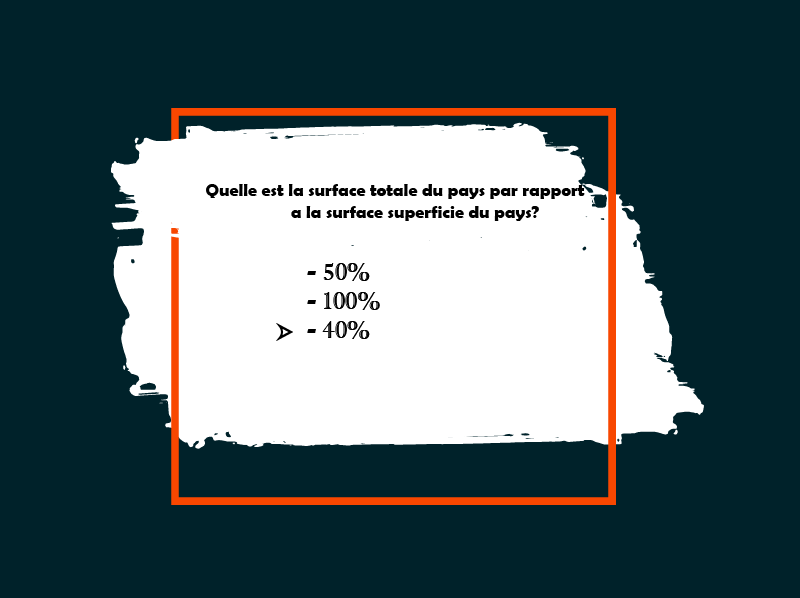 Quelle est la surface totale du pays par rapport
a la surface superficie du pays?
- 50%
- 100%
➢ - 40%